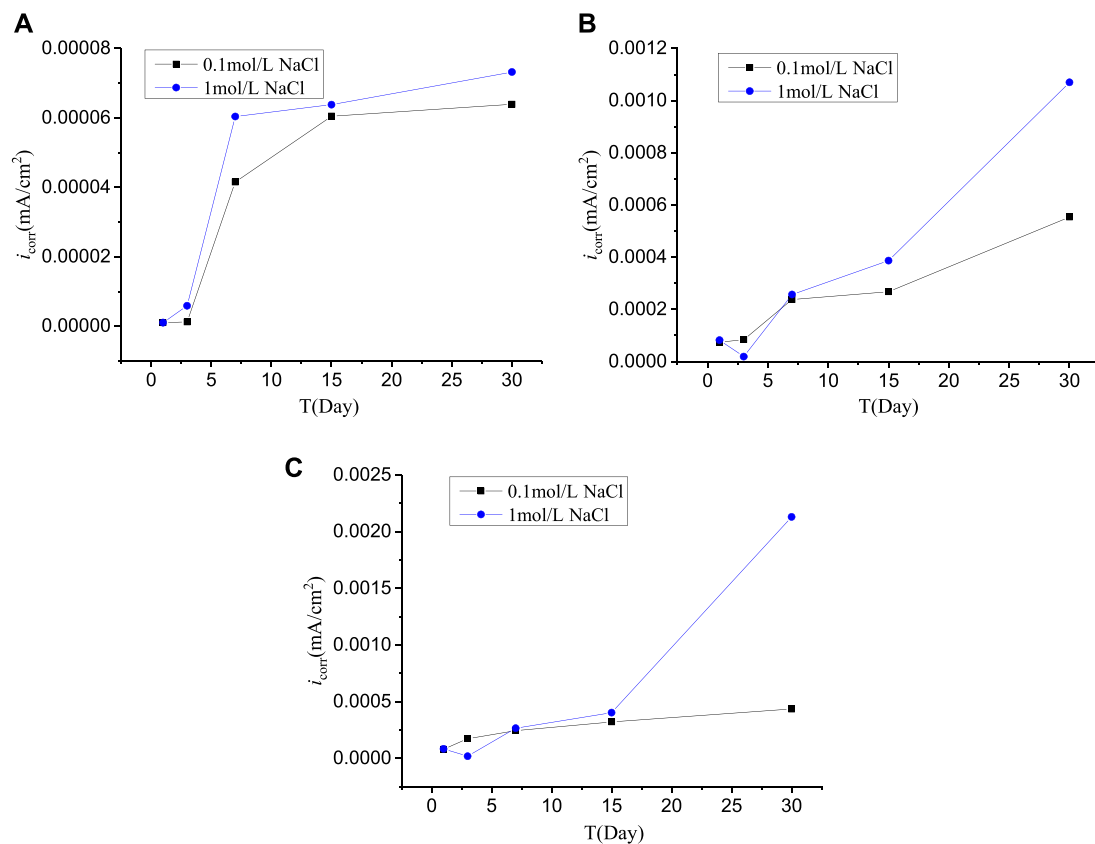 A
0.1mol/L NaCl
1mol/L NaCl
0.00008
0.00006
0.00004
0.00002
0.00000
i_corr(mA/cm²)
0 5 10 15 20 25 30
T(Day)
B
0.1mol/L NaCl
1mol/L NaCl
0.0012
0.0010
0.0008
0.0006
0.0004
0.0002
0.0000
i_corr(mA/cm²)
0 5 10 15 20 25 30
T(Day)
C
0.1mol/L NaCl
1mol/L NaCl
0.0025
0.0020
0.0015
0.0010
0.0005
0.0000
i_corr(mA/cm²)
0 5 10 15 20 25 30
T(Day)